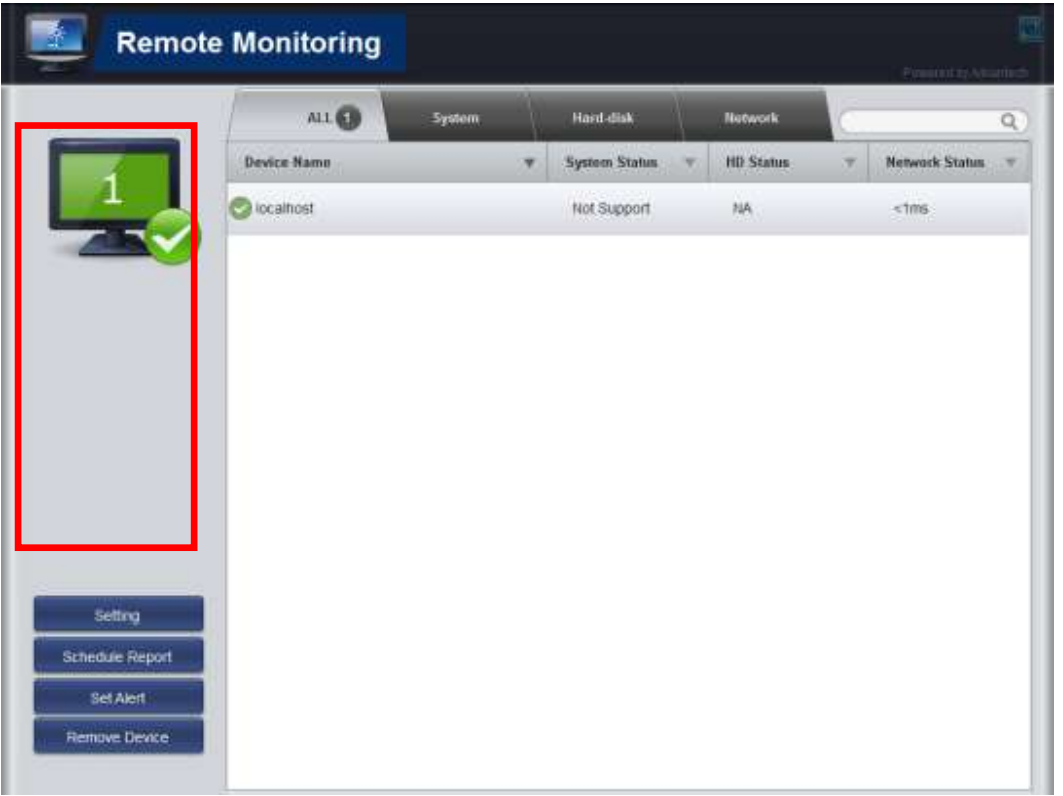 Remote Monitoring
Powered by Advantech
ALL 1 System Hard-disk Network
Device Name System Status HD Status Network Status
1
localhost Not Support NA <1ms
Setting
Schedule Report
Set Alert
Remove Device